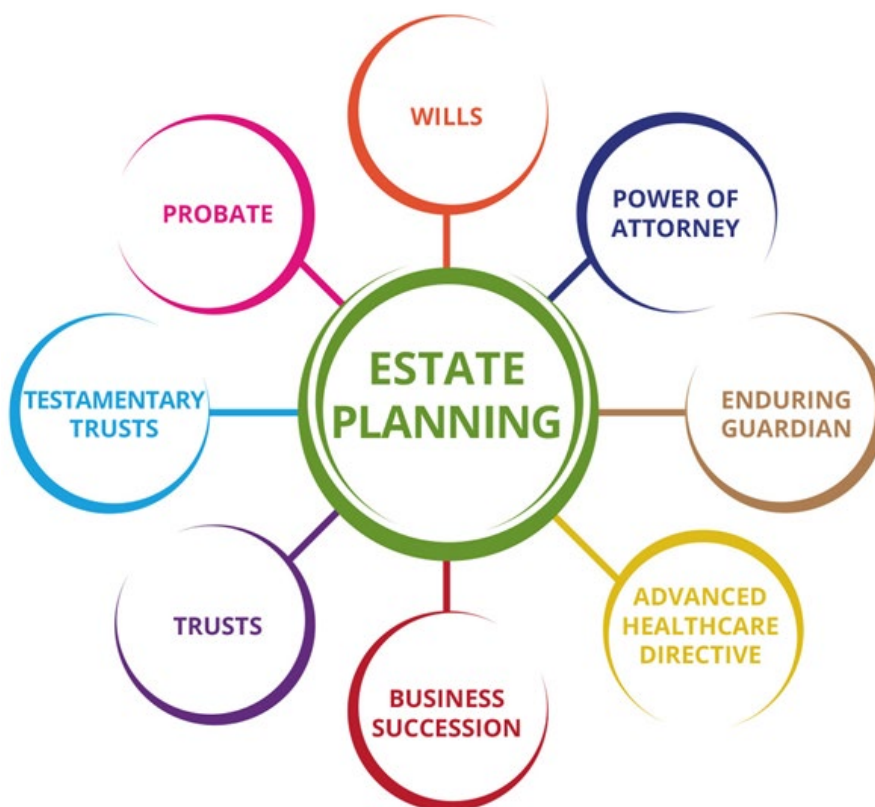 WILLS
POWER OF
ATTORNEY
PROBATE
ESTATE
PLANNING
TESTAMENTARY
TRUSTS
ENDURING
GUARDIAN
ADVANCED
HEALTHCARE
DIRECTIVE
TRUSTS
BUSINESS
SUCCESSION